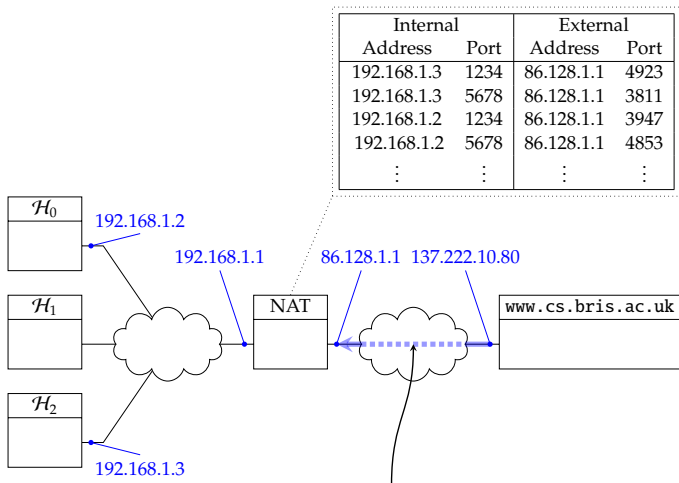 Internal External
Address Port Address Port
192.168.1.3 1234 86.128.1.1 4923
192.168.1.3 5678 86.128.1.1 3811
192.168.1.2 1234 86.128.1.1 3947
192.168.1.2 5678 86.128.1.1 4853
⋮ ⋮ ⋮ ⋮
H0
192.168.1.2
192.168.1.1
86.128.1.1
137.222.10.80
H1
NAT
www.cs.bris.ac.uk
H2
192.168.1.3